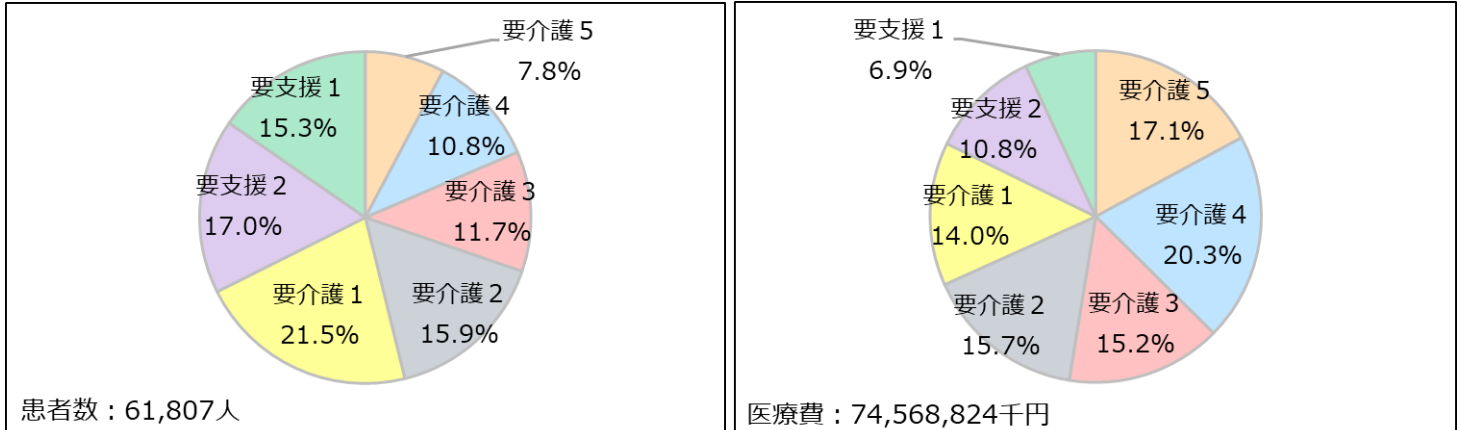 要介護５
7.8%
要介護４
10.8%
要介護３
11.7%
要介護２
15.9%
要介護１
21.5%
要支援２
17.0%
要支援１
15.3%
患者数：61,807人
要支援１
6.9%
要介護５
17.1%
要介護４
20.3%
要介護３
15.2%
要介護２
15.7%
要介護１
14.0%
要支援２
10.8%
医療費：74,568,824千円